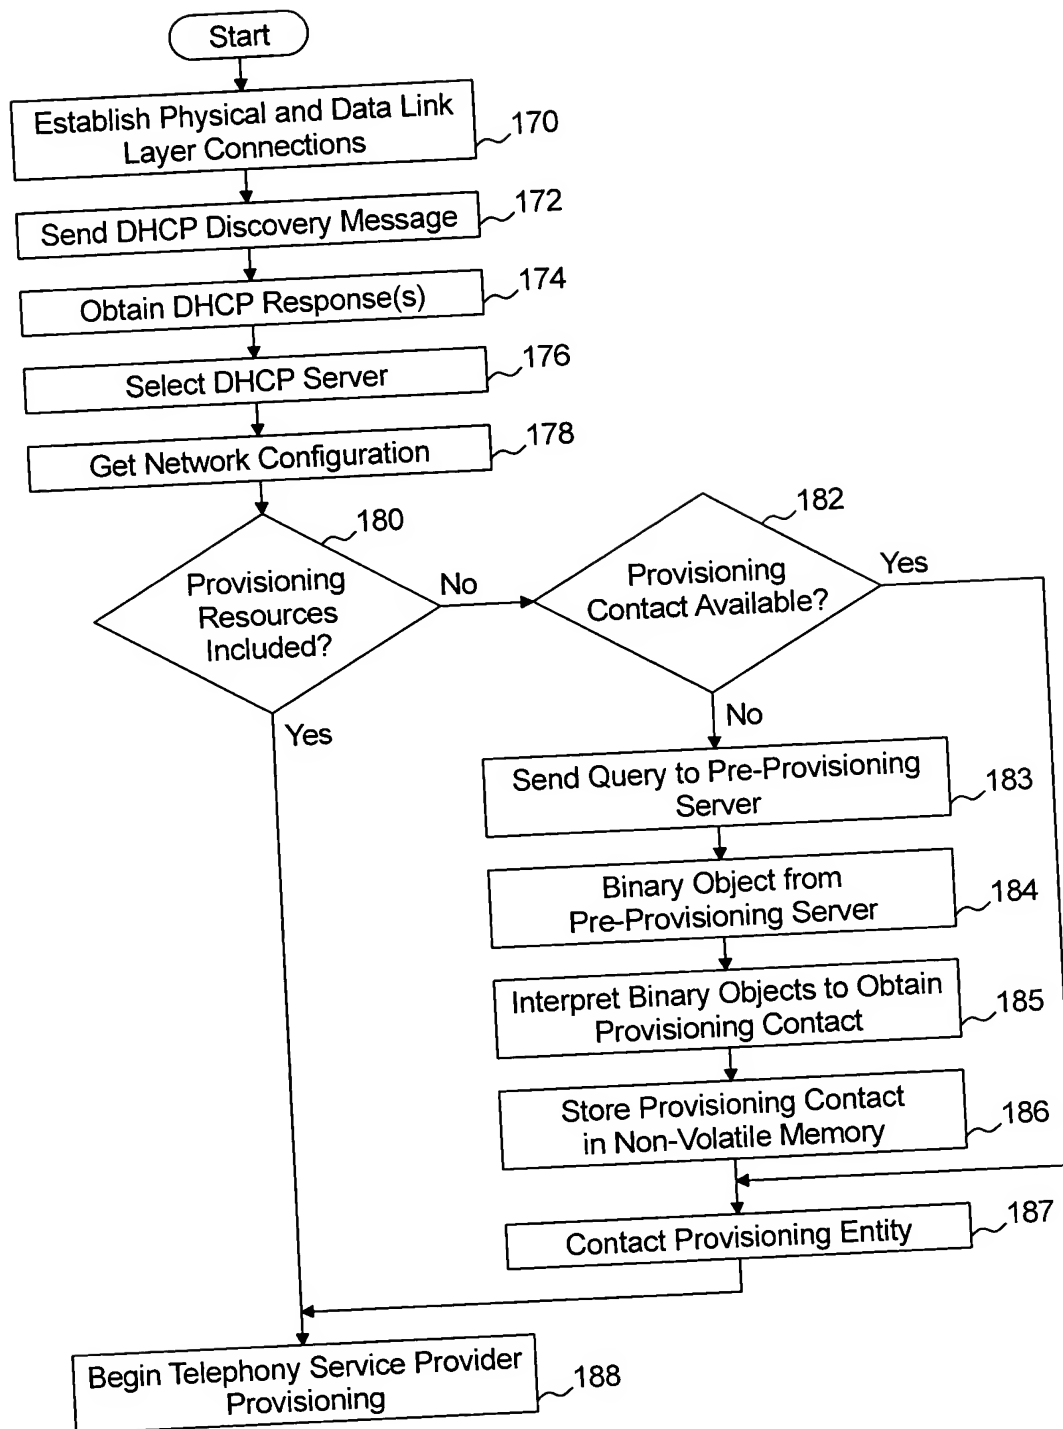 Start
Establish Physical and Data Link
Layer Connections
170
Send DHCP Discovery Message
172
Obtain DHCP Response(s)
174
Select DHCP Server
176
Get Network Configuration
178
180
Provisioning
Resources
Included?
No
Yes
182
Provisioning
Contact Available?
Yes
No
Send Query to Pre-Provisioning
Server
183
Binary Object from
Pre-Provisioning Server
184
Interpret Binary Objects to Obtain
Provisioning Contact
185
Store Provisioning Contact
in Non-Volatile Memory
186
Contact Provisioning Entity
187
Begin Telephony Service Provider
Provisioning
188